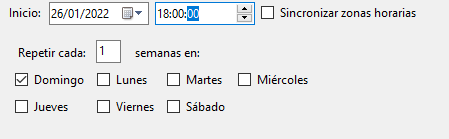 Inicio: 26/01/2022 18:00:00 Sincronizar zonas horarias
Repetir cada: 1 semanas en:
Domingo Lunes Martes Miércoles
Jueves Viernes Sábado